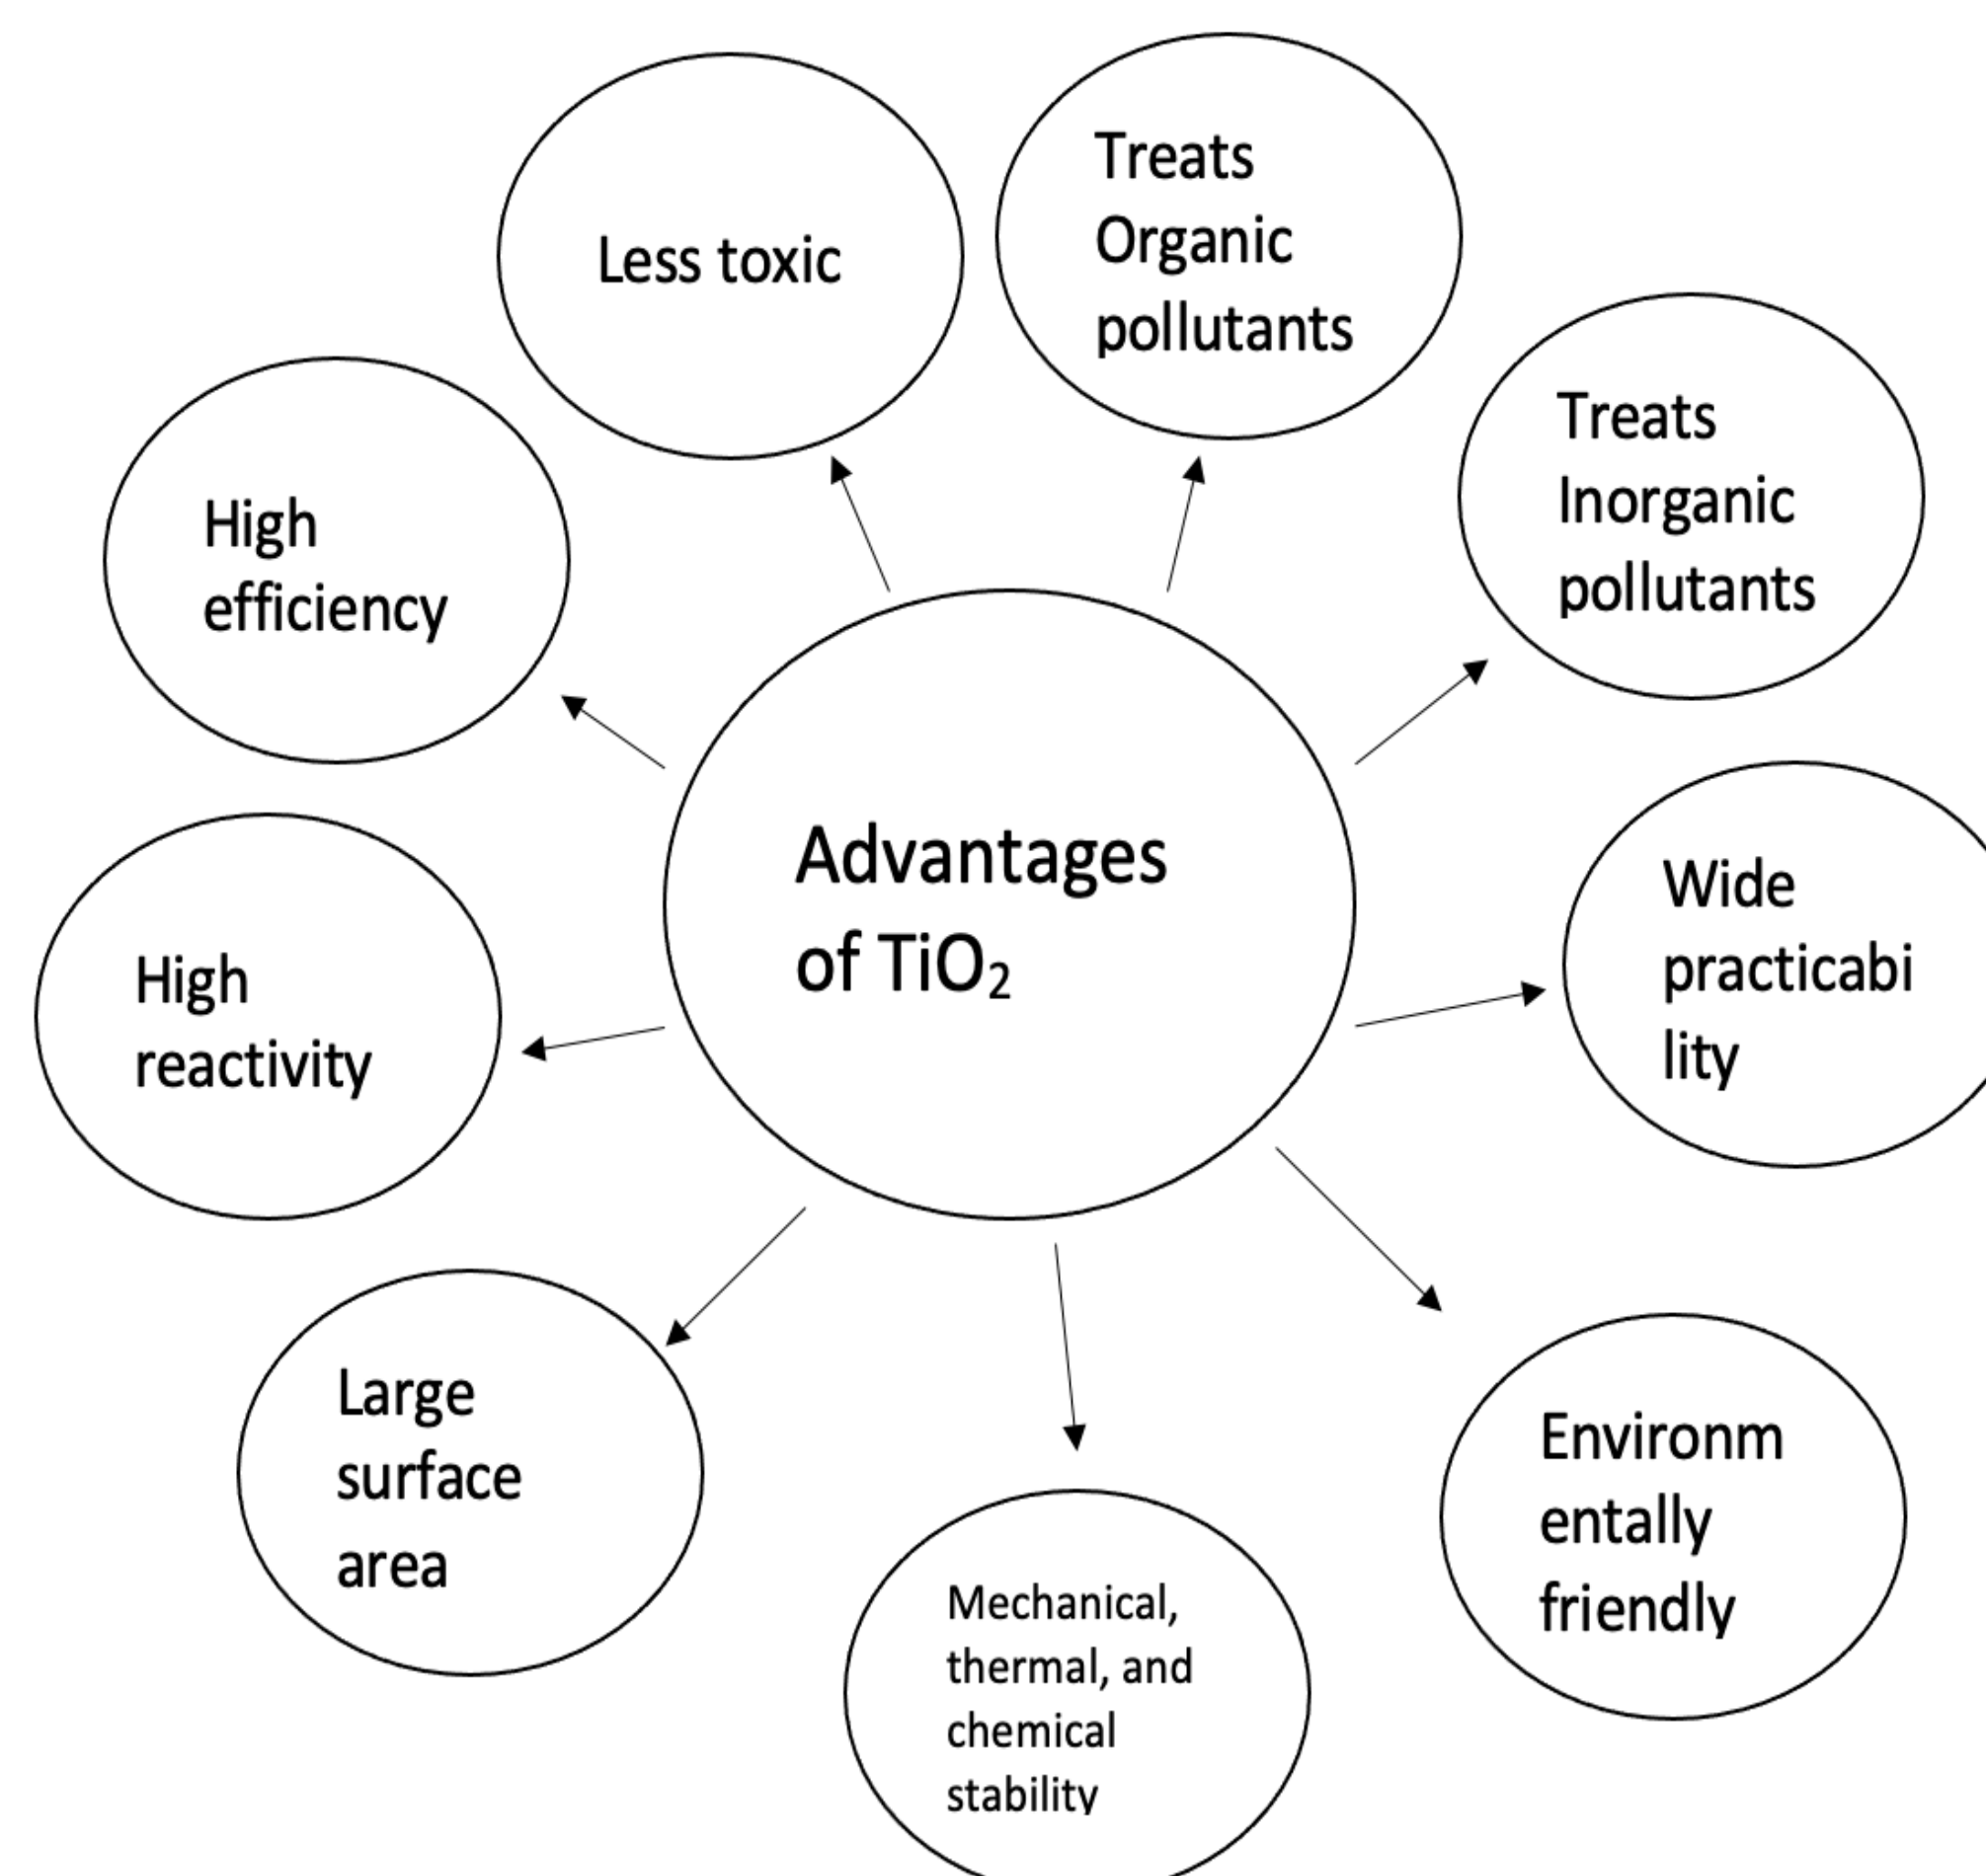 Less toxic
Treats
Organic
pollutants
Treats
Inorganic
pollutants
High
efficiency
Advantages
of TiO₂
Wide
practicabi
lity
High
reactivity
Large
surface
area
Mechanical,
thermal, and
chemical
stability
Environm
entally
friendly